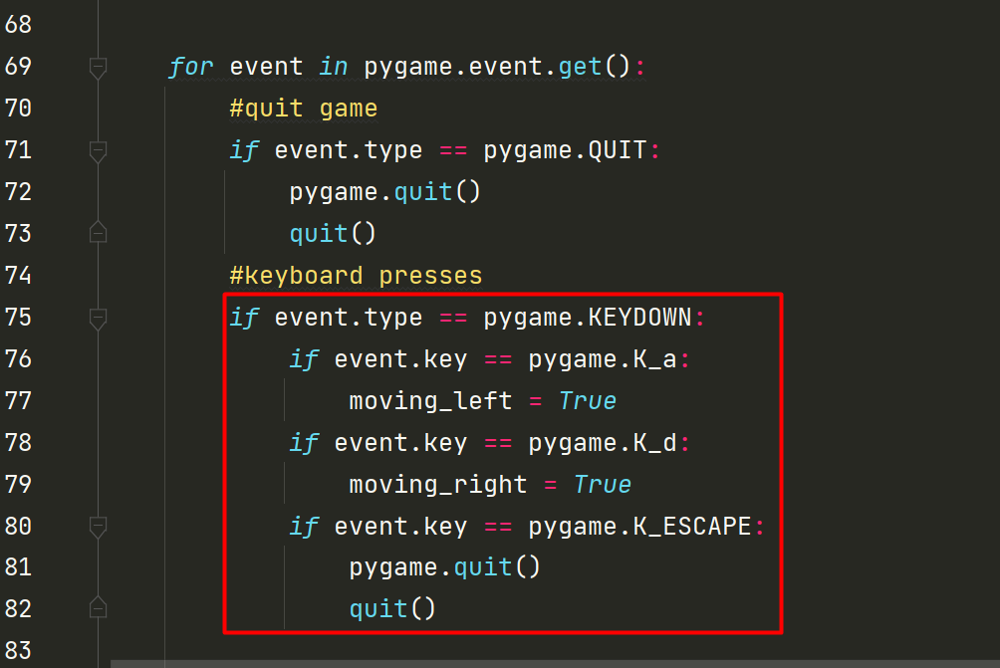 68
69 for event in pygame.event.get():
70 #quit game
71 if event.type == pygame.QUIT:
72 pygame.quit()
73 quit()
74 #keyboard presses
75 if event.type == pygame.KEYDOWN:
76 if event.key == pygame.K_a:
77 moving_left = True
78 if event.key == pygame.K_d:
79 moving_right = True
80 if event.key == pygame.K_ESCAPE:
81 pygame.quit()
82 quit()
83